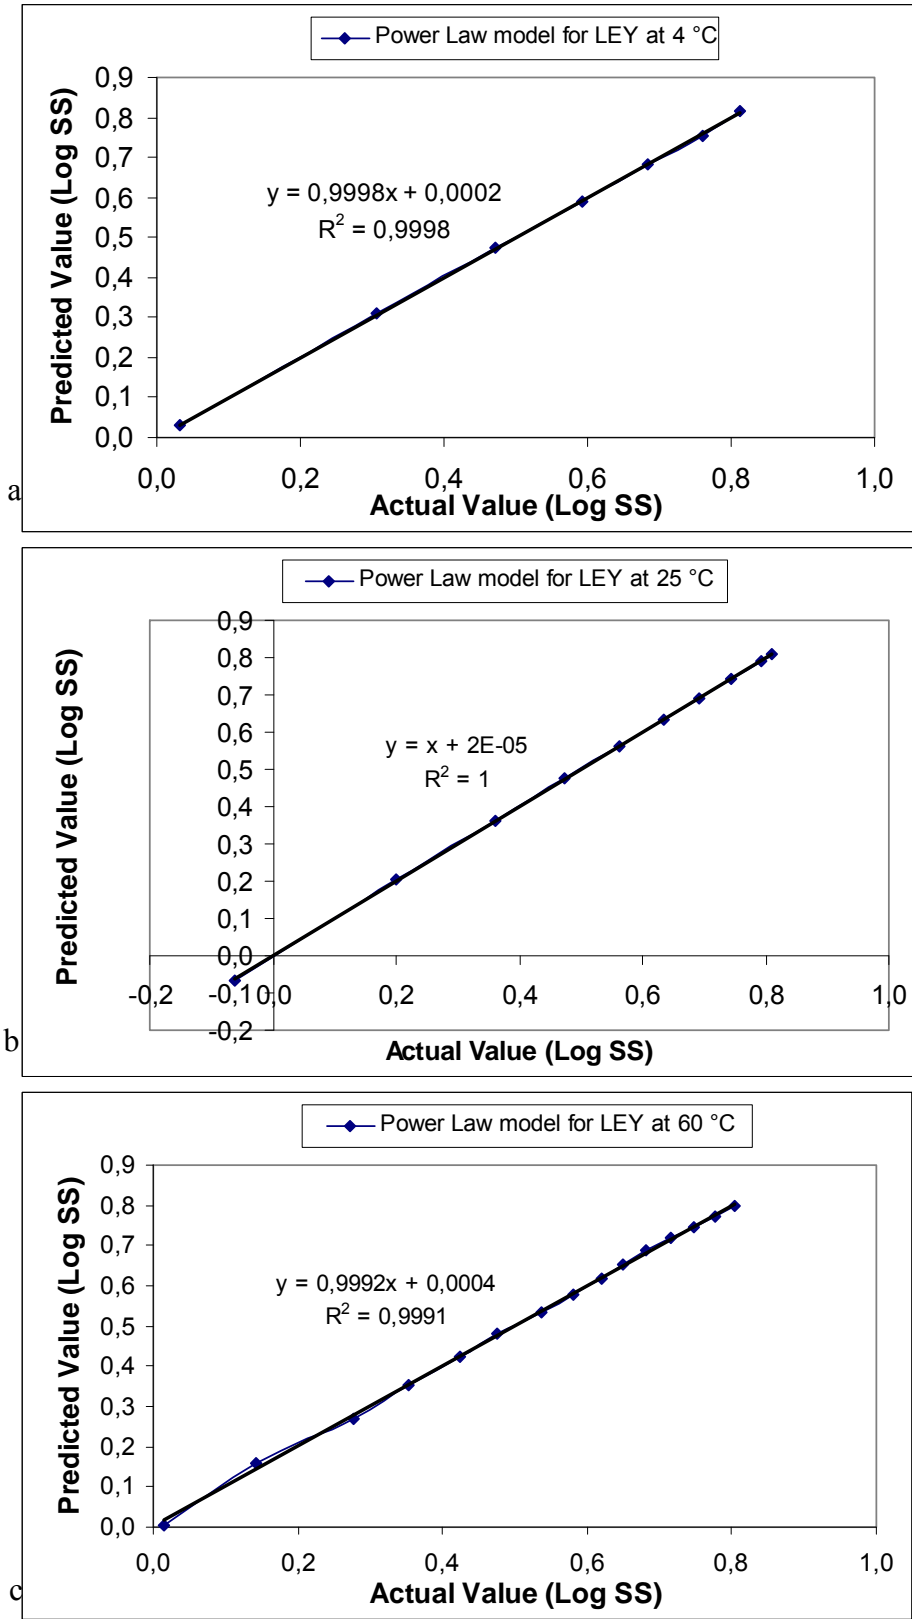 Power Law model for LEY at 4 °C
Predicted Value (Log SS)
0,9
0,8
0,7
0,6
0,5
0,4
0,3
0,2
0,1
0,0
y = 0,9998x + 0,0002
R² = 0,9998
0,0 0,2 0,4 0,6 0,8 1,0
Actual Value (Log SS)
a
Power Law model for LEY at 25 °C
Predicted Value (Log SS)
0,9
0,8
0,7
0,6
0,5
0,4
0,3
0,2
0,1
0,0
-0,1
-0,2
y = x + 2E-05
R² = 1
-0,2 0,0 0,2 0,4 0,6 0,8 1,0
Actual Value (Log SS)
b
Power Law model for LEY at 60 °C
Predicted Value (Log SS)
0,9
0,8
0,7
0,6
0,5
0,4
0,3
0,2
0,1
0,0
y = 0,9992x + 0,0004
R² = 0,9991
0,0 0,2 0,4 0,6 0,8 1,0
Actual Value (Log SS)
c